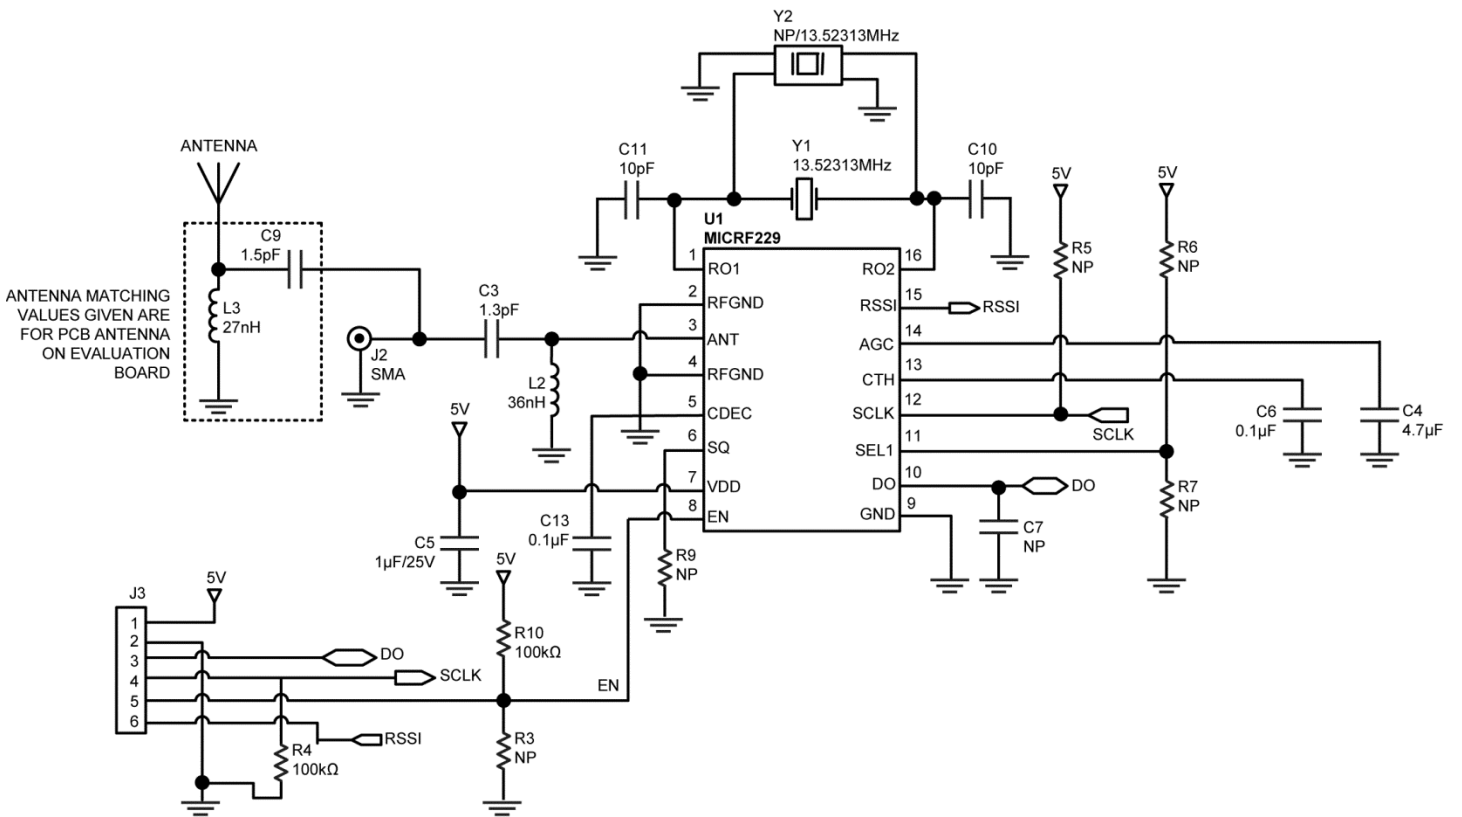 Y2
NP/13.52313MHz
ANTENNA
C11
10pF
Y1
13.52313MHz
C10
10pF
5V
5V
U1
MICRF229
C9
1.5pF
R5
NP
R6
NP
1
RO1
16
RO2
2
RFGND
15
RSSI
RSSI
ANTENNA MATCHING
VALUES GIVEN ARE
FOR PCB ANTENNA
ON EVALUATION
BOARD
L3
27nH
C3
1.3pF
3
ANT
14
AGC
J2
SMA
4
RFGND
13
CTH
L2
36nH
5
CDEC
12
SCLK
SCLK
C6
0.1µF
C4
4.7µF
5V
6
SQ
11
SEL1
7
VDD
10
DO
DO
R7
NP
8
EN
9
GND
C5
1µF/25V
C13
0.1µF
C7
NP
R9
NP
5V
5V
J3
1
2
3
4
5
6
DO
SCLK
RSSI
R10
100kΩ
EN
R4
100kΩ
R3
NP